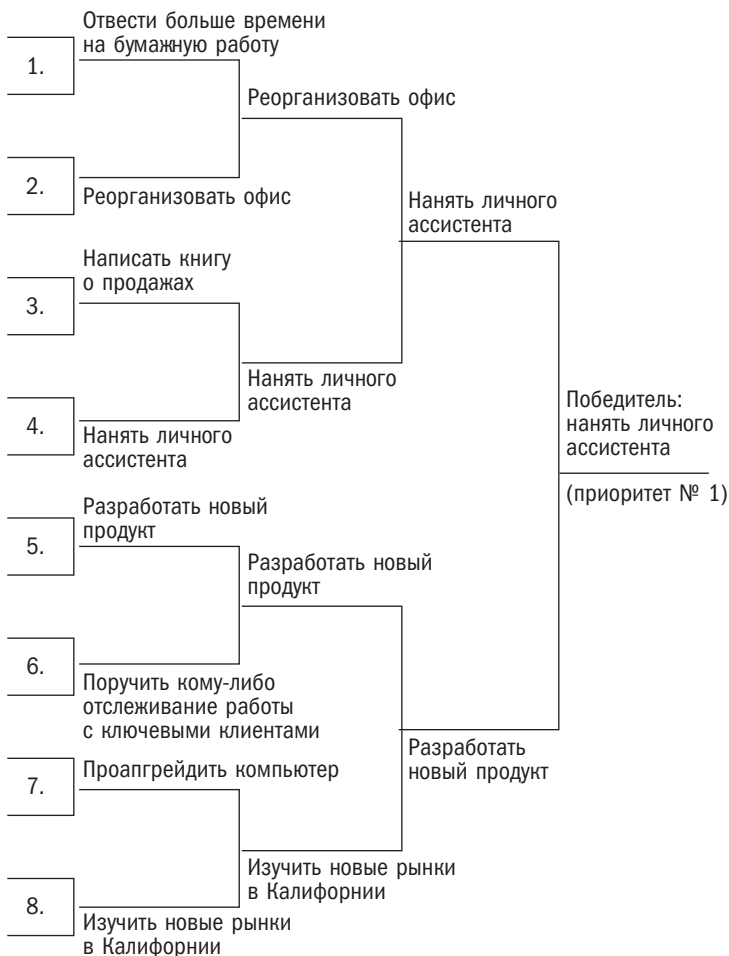 Отвести больше времени
на бумажную работу
1.
Реорганизовать офис
2.
Реорганизовать офис
Нанять личного
ассистента
Написать книгу
о продажах
3.
Нанять личного
ассистента
4.
Нанять личного
ассистента
Победитель:
нанять личного
ассистента
(приоритет № 1)
Разработать новый
продукт
5.
Разработать новый
продукт
6.
Поручить кому-либо
отслеживание работы
с ключевыми клиентами
Разработать
новый продукт
7.
Проапгрейдить компьютер
Изучить новые рынки
в Калифорнии
8.
Изучить новые рынки
в Калифорнии